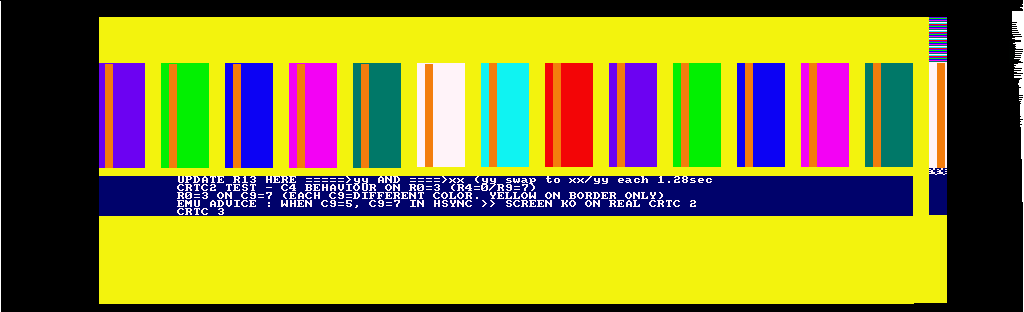 UPDATE R13 HERE =====>yy AND ====>xx (yy swap to xx/yy each 1.28sec
CRTC2 TEST - C4 BEHAVIOUR ON R0=3 (R4=0/R9=7)
R0=3 ON C9=7 (EACH C9=DIFFERENT COLOR. YELLOW ON BORDER ONLY)
EMU ADVICE : WHEN C9=5, C9=7 IN HSYNC >> SCREEN KO ON REAL CRTC 2
CRTC 3